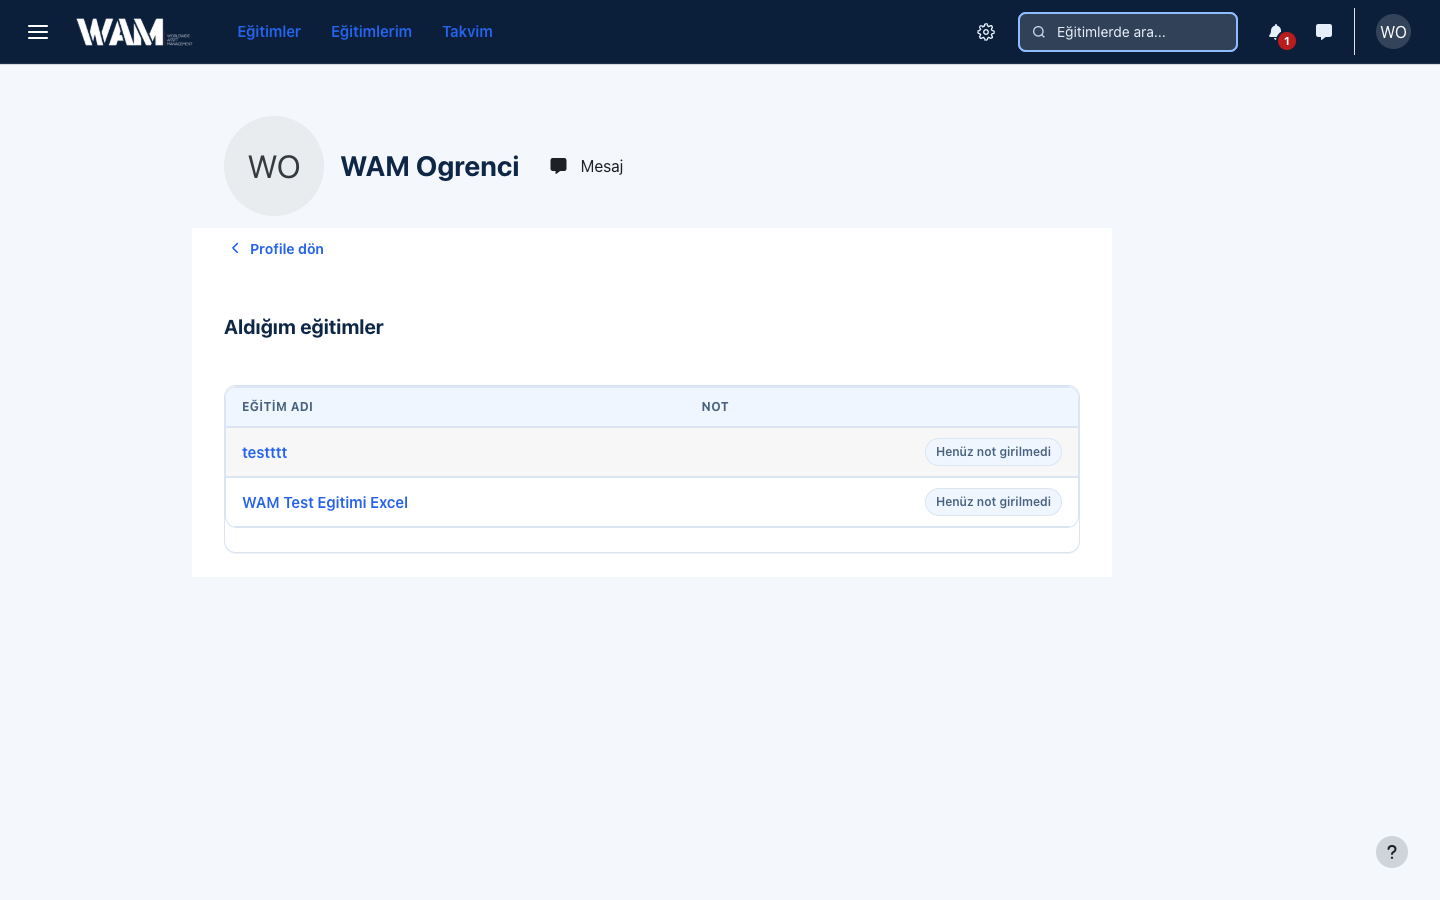 WAM
Eğitimler
Eğitimlerim
Takvim
Eğitimlerde ara...
1
WO
WO
WAM Ogrenci
Mesaj
Profile dön
Aldığım eğitimler
EĞİTİM ADI NOT
testttt Henüz not girilmedi
WAM Test Egitimi Excel Henüz not girilmedi
?